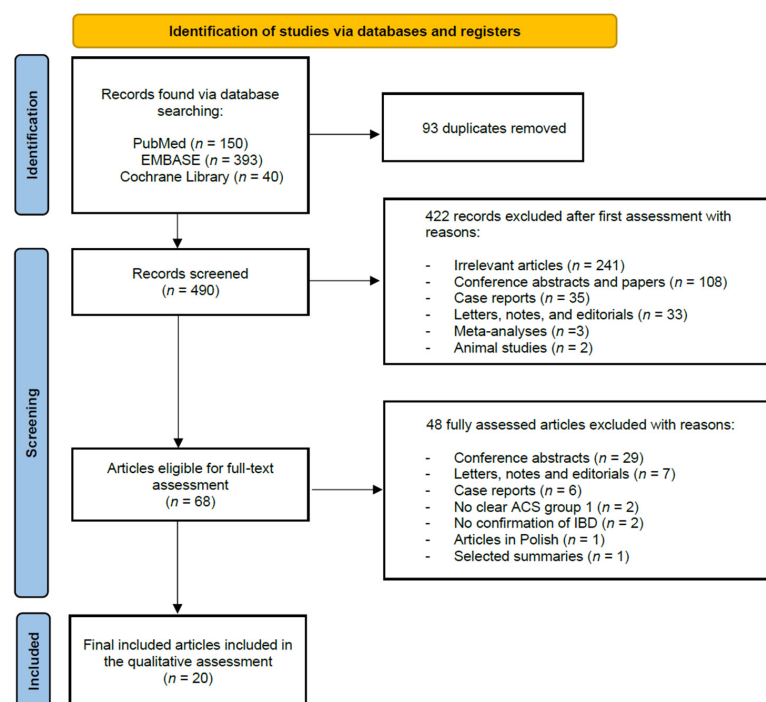 Identification of studies via databases and registers
Identification
Records found via database
searching:
PubMed (n = 150)
EMBASE (n = 393)
Cochrane Library (n = 40)
93 duplicates removed
Screening
Records screened
(n = 490)
422 records excluded after first assessment with
reasons:
- Irrelevant articles (n = 241)
- Conference abstracts and papers (n = 108)
- Case reports (n = 35)
- Letters, notes, and editorials (n = 33)
- Meta-analyses (n =3)
- Animal studies (n = 2)
Articles eligible for full-text
assessment
(n = 68)
48 fully assessed articles excluded with reasons:
- Conference abstracts (n = 29)
- Letters, notes and editorials (n = 7)
- Case reports (n = 6)
- No clear ACS group 1 (n = 2)
- No confirmation of IBD (n = 2)
- Articles in Polish (n = 1)
- Selected summaries (n = 1)
Included
Final included articles included in
the qualitative assessment
(n = 20)